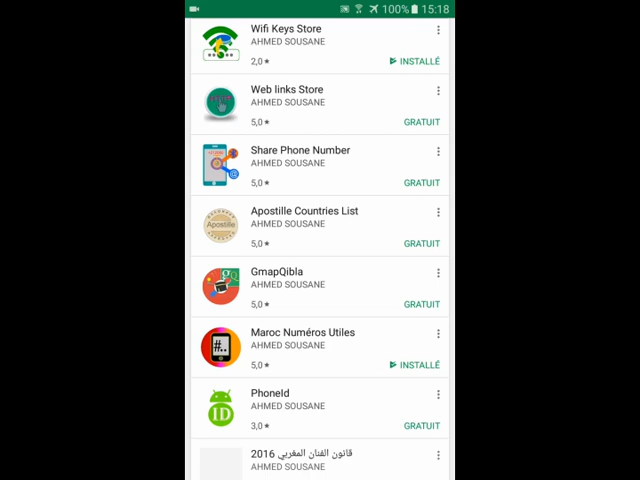 100% 15:18
Wifi Keys Store
AHMED SOUSANE
2,0★ INSTALLÉ
Web links Store
AHMED SOUSANE
5,0★ GRATUIT
Share Phone Number
AHMED SOUSANE
5,0★ GRATUIT
Apostille
Apostille Countries List
AHMED SOUSANE
5,0★ GRATUIT
GmapQibla
AHMED SOUSANE
5,0★ GRATUIT
#..
Maroc Numéros Utiles
AHMED SOUSANE
5,0★ INSTALLÉ
ID
PhoneId
AHMED SOUSANE
3,0★ GRATUIT
قانون الفنان المغربي 2016
AHMED SOUSANE